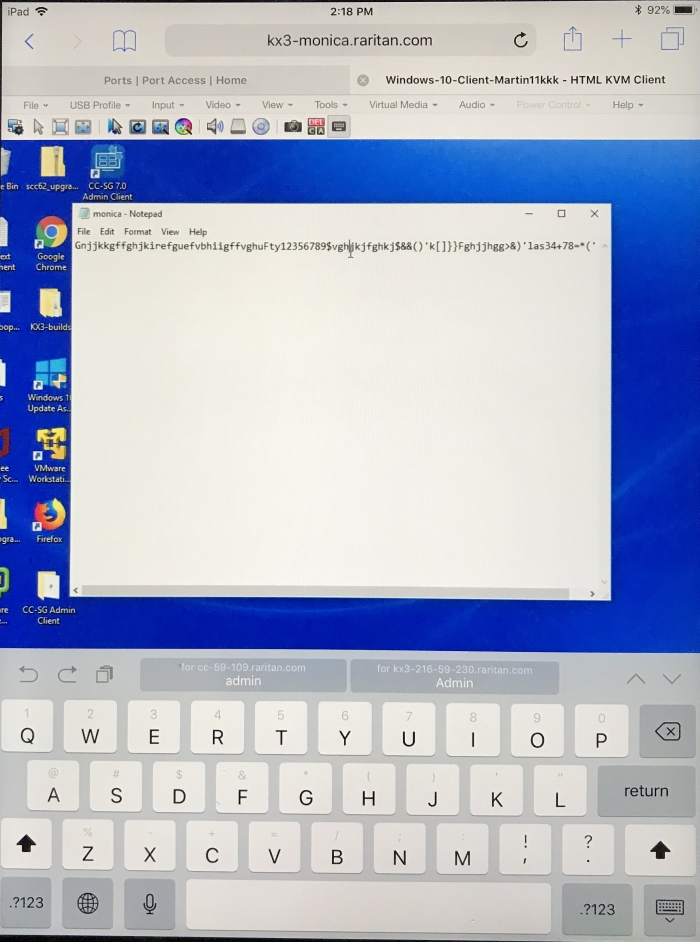 iPad 2:18 PM 92%
kx3-monica.raritan.com
Ports | Port Access | Home Windows-10-Client-Martin11kkk - HTML KVM Client
File USB Profile Input Video View Tools Virtual Media Audio Power Control Help
DEL
C A
e Bin scc62_upgra... CC-SG 7.0
Admin Client
monica - Notepad
File Edit Format View Help
GnjjkkgffghjkirefguefvbhiigffvghuFty12356789$vghjkjfghkj$&&()'k[]}}Fghjjhgg>&)'las34+78=*('
ext Google
ment Chrome
oop... KX3-builds
s Windows 10
Update As...
ee VMware
Sc... Workstati...
gra... Firefox
re CC-SG Admin
... Client
for cc-59-109.raritan.com for kx3-216-59-230.raritan.com
admin Admin
1 2 3 4 5 6 7 8 9 0
Q W E R T Y U I O P
@ # $ & * ( ) ' "
A S D F G H J K L return
% - + = / ; : ! ?
Z X C V B N M , .
.?123 .?123